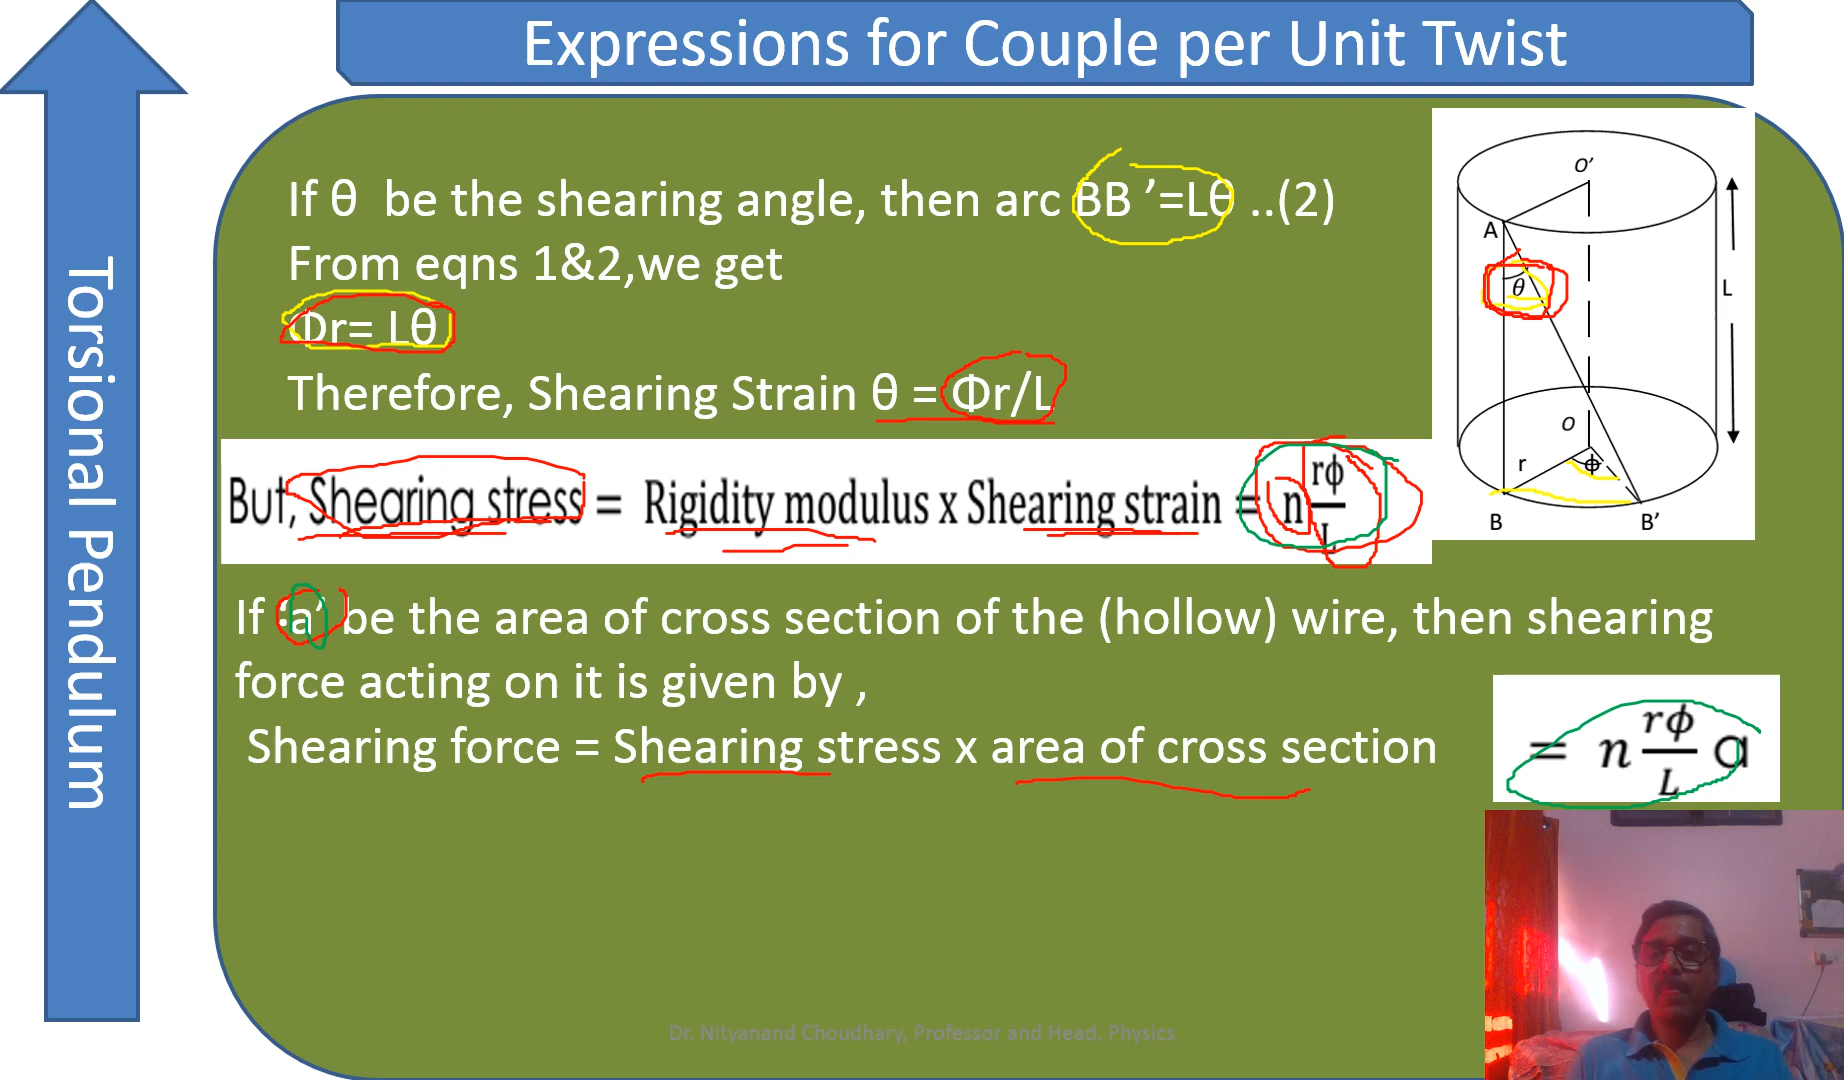 Expressions for Couple per Unit Twist
Torsional Pendulum
If θ be the shearing angle, then arc BB ’=Lθ ..(2)
From eqns 1&2,we get
Φr= Lθ
Therefore, Shearing Strain θ = Φr/L
But, Shearing stress = Rigidity modulus x Shearing strain = n rϕ/L
If ‘a’ be the area of cross section of the (hollow) wire, then shearing
force acting on it is given by ,
Shearing force = Shearing stress x area of cross section = n rϕ/L a
O’
A
θ
L
O
r
ϕ
B
B’
Dr. Nityanand Choudhary, Professor and Head, Physics